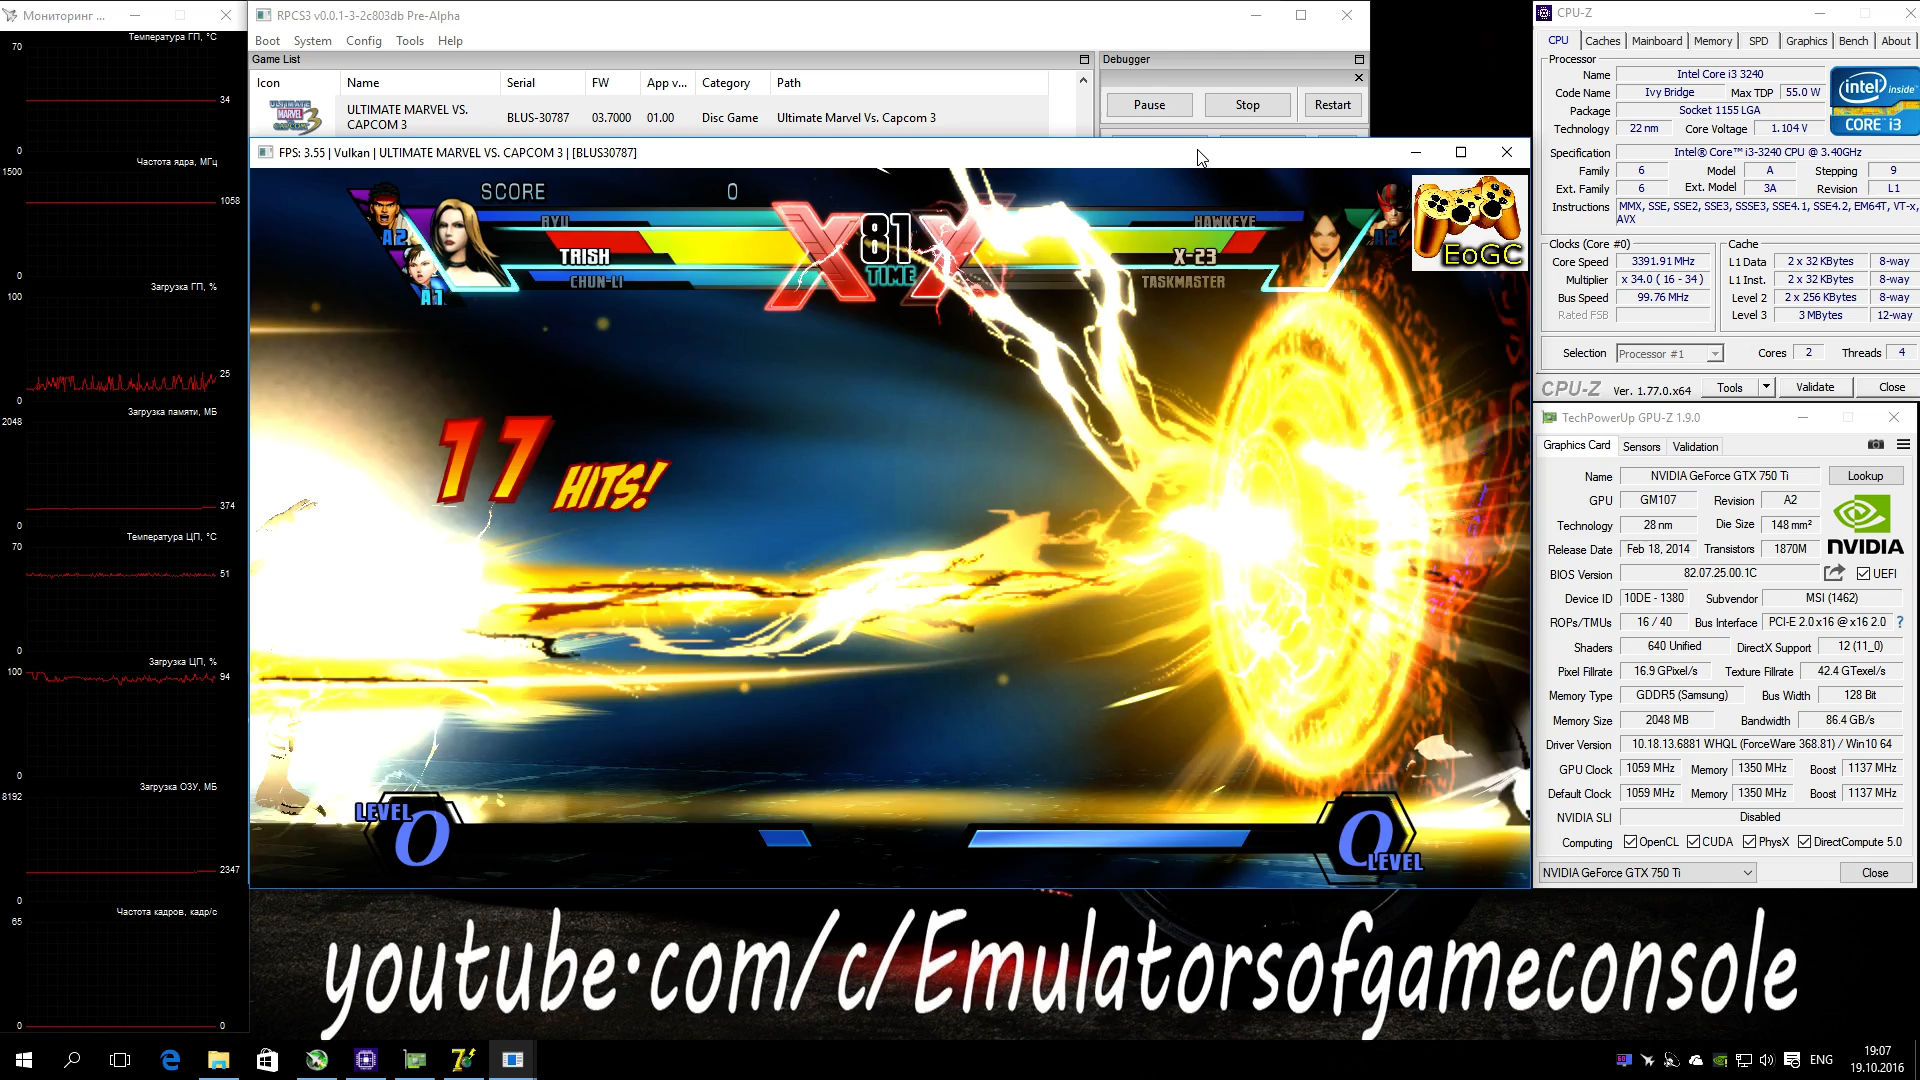 Мониторинг ...
Температура ГП, °C
70
34
0
Частота ядра, МГц
1500
1058
0
Загрузка ГП, %
100
25
0
Загрузка памяти, МБ
2048
374
0
Температура ЦП, °C
70
51
0
Загрузка ЦП, %
100
94
0
Загрузка ОЗУ, МБ
8192
2347
0
Частота кадров, кадр/с
65
0
0
RPCS3 v0.0.1-3-2c803db Pre-Alpha
Boot System Config Tools Help
Game List
Icon Name Serial FW App v... Category Path
ULTIMATE MARVEL VS. CAPCOM 3
ULTIMATE MARVEL VS.
CAPCOM 3
BLUS-30787 03.7000 01.00 Disc Game Ultimate Marvel Vs. Capcom 3
Debugger
Pause Stop Restart
FPS: 3.55 | Vulkan | ULTIMATE MARVEL VS. CAPCOM 3 | [BLUS30787]
SCORE 0
RYU
HAWKEYE
A2
A2
TRISH
X 81 X
X-23
EoGC
TIME
CHUN-LI
TASKMASTER
A1
17 HITS!
LEVEL 0
0 LEVEL
youtube.com/c/Emulatorsofgameconsole
CPU-Z
CPU Caches Mainboard Memory SPD Graphics Bench About
Processor
Name Intel Core i3 3240
Code Name Ivy Bridge Max TDP 55.0 W
Package Socket 1155 LGA
Technology 22 nm Core Voltage 1.104 V
intel inside™
CORE i3
Specification Intel® Core™ i3-3240 CPU @ 3.40GHz
Family 6 Model A Stepping 9
Ext. Family 6 Ext. Model 3A Revision L1
Instructions MMX, SSE, SSE2, SSE3, SSSE3, SSE4.1, SSE4.2, EM64T, VT-x,
AVX
Clocks (Core #0)
Core Speed 3391.91 MHz
Multiplier x 34.0 ( 16 - 34 )
Bus Speed 99.76 MHz
Rated FSB
Cache
L1 Data 2 x 32 KBytes 8-way
L1 Inst. 2 x 32 KBytes 8-way
Level 2 2 x 256 KBytes 8-way
Level 3 3 MBytes 12-way
Selection Processor #1 Cores 2 Threads 4
CPU-Z Ver. 1.77.0.x64 Tools Validate Close
TechPowerUp GPU-Z 1.9.0
Graphics Card Sensors Validation
Name NVIDIA GeForce GTX 750 Ti Lookup
GPU GM107 Revision A2
Technology 28 nm Die Size 148 mm²
Release Date Feb 18, 2014 Transistors 1870M
NVIDIA
BIOS Version 82.07.25.00.1C UEFI
Device ID 10DE - 1380 Subvendor MSI (1462)
ROPs/TMUs 16 / 40 Bus Interface PCI-E 2.0 x16 @ x16 2.0 ?
Shaders 640 Unified DirectX Support 12 (11_0)
Pixel Fillrate 16.9 GPixel/s Texture Fillrate 42.4 GTexel/s
Memory Type GDDR5 (Samsung) Bus Width 128 Bit
Memory Size 2048 MB Bandwidth 86.4 GB/s
Driver Version 10.18.13.6881 WHQL (ForceWare 368.81) / Win10 64
GPU Clock 1059 MHz Memory 1350 MHz Boost 1137 MHz
Default Clock 1059 MHz Memory 1350 MHz Boost 1137 MHz
NVIDIA SLI Disabled
Computing OpenCL CUDA PhysX DirectCompute 5.0
NVIDIA GeForce GTX 750 Ti Close
ENG
19:07
19.10.2016